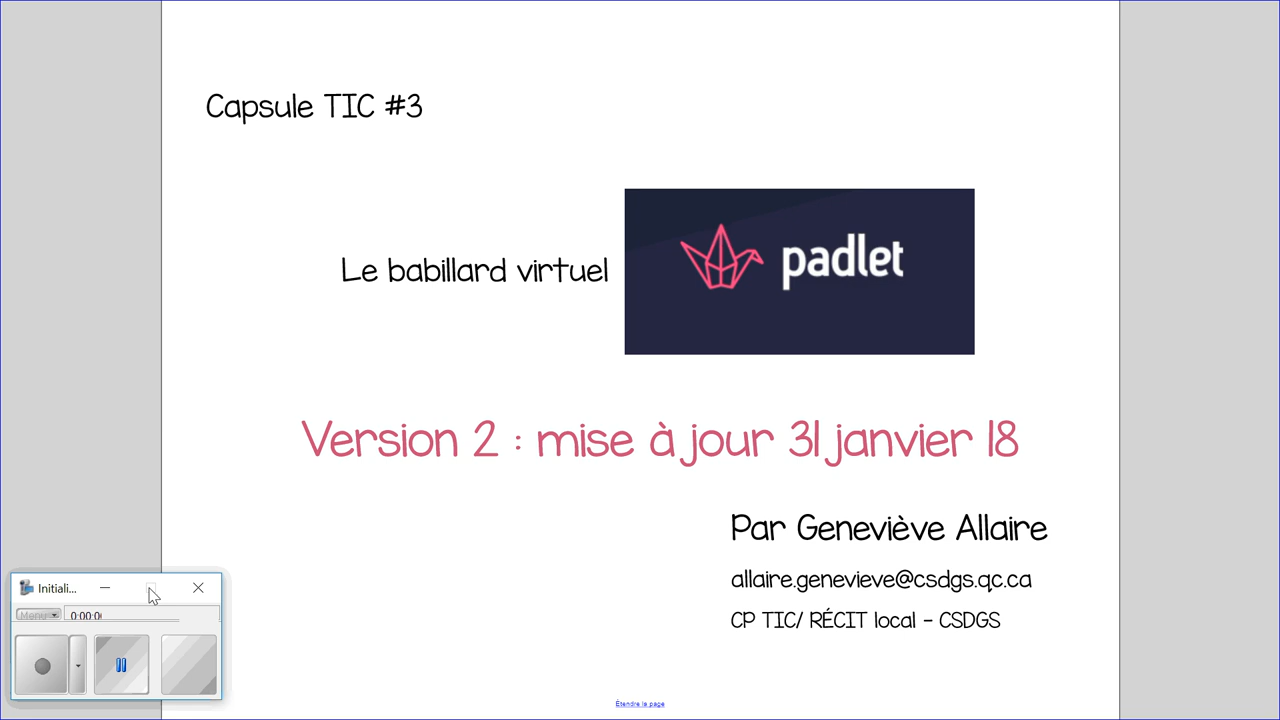 Capsule TIC #3
Le babillard virtuel
padlet
Version 2 : mise à jour 31 janvier 18
Par Geneviève Allaire
allaire.genevieve@csdgs.qc.ca
CP TIC/ RÉCIT local - CSDGS
Initiali...
Menu
Étendre la page